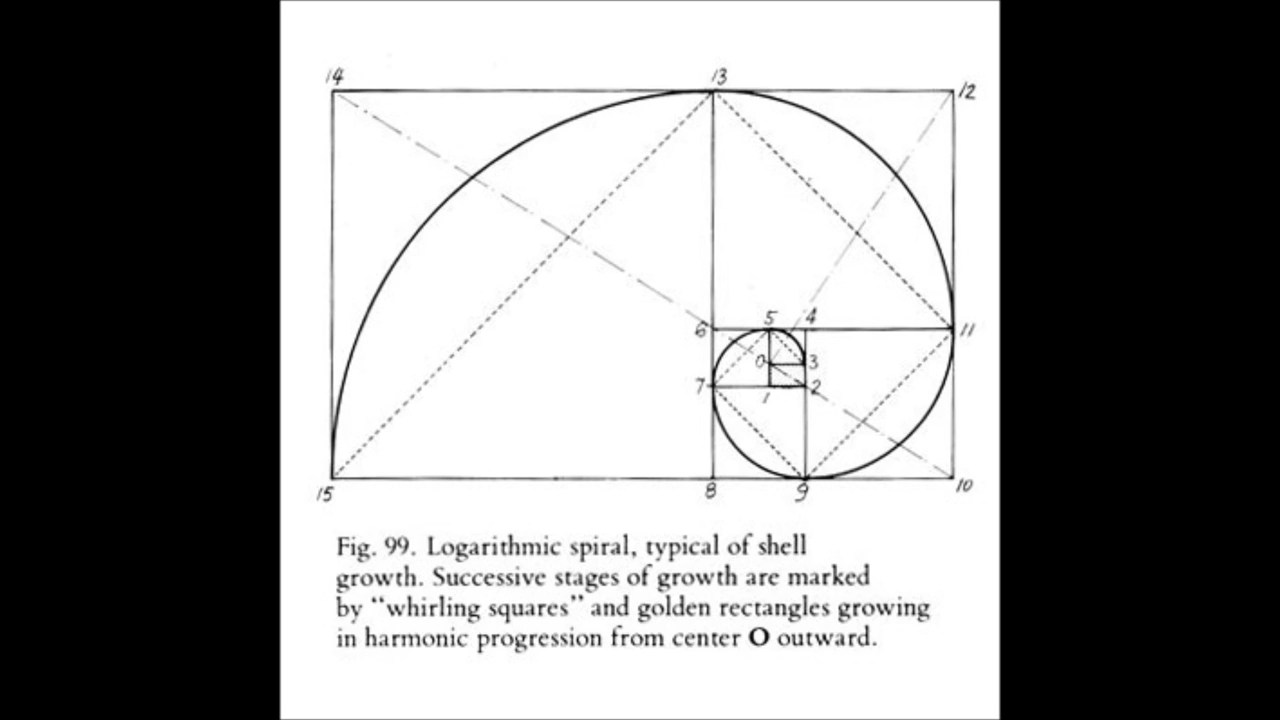 14 13 12
6 5 4 11
O 3
7 1 2
15 8 9 10
Fig. 99. Logarithmic spiral, typical of shell
growth. Successive stages of growth are marked
by “whirling squares” and golden rectangles growing
in harmonic progression from center O outward.